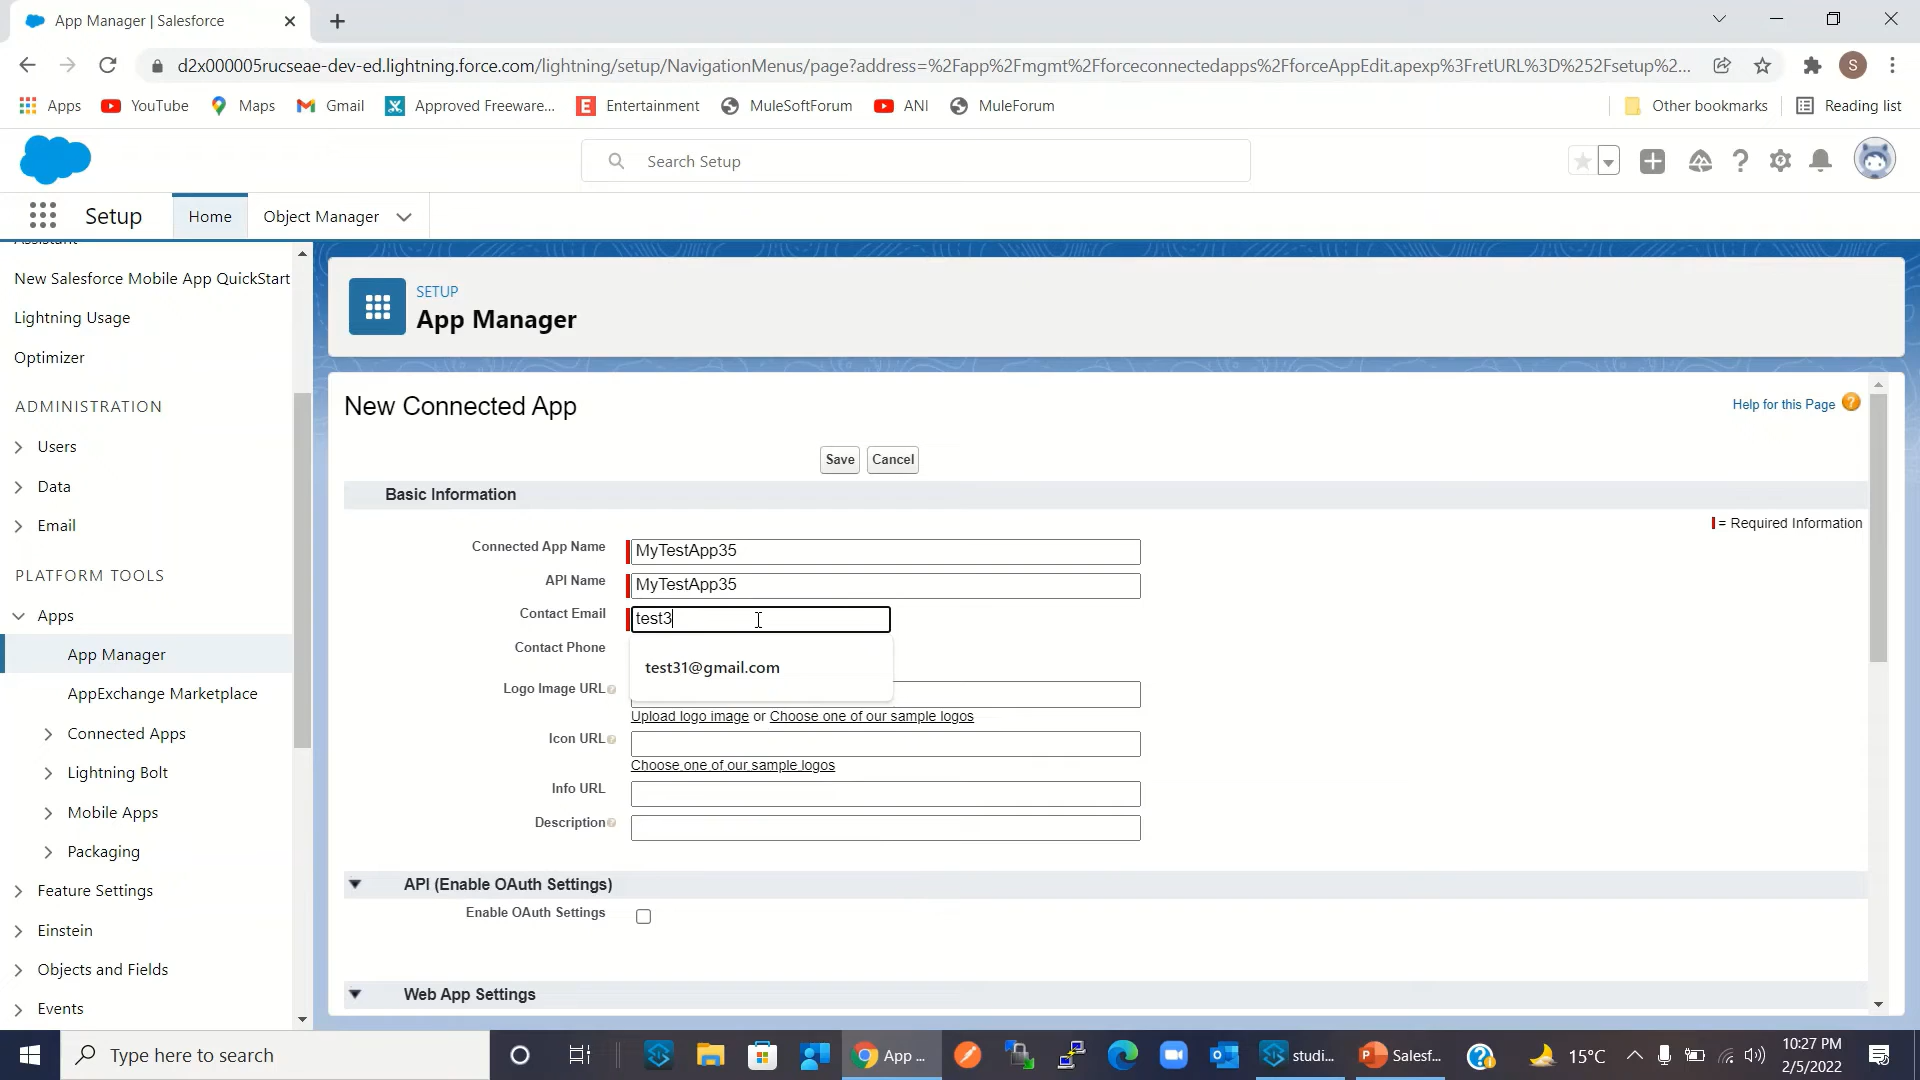 App Manager | Salesforce
d2x000005rucseae-dev-ed.lightning.force.com/lightning/setup/NavigationMenus/page?address=%2Fapp%2Fmgmt%2Fforceconnectedapps%2FforceAppEdit.apexp%3FretURL%3D%252Fsetup%2...
S
Apps YouTube Maps Gmail Approved Freeware... Entertainment MuleSoftForum ANI MuleForum Other bookmarks Reading list
Search Setup
Setup Home Object Manager
New Salesforce Mobile App QuickStart
Lightning Usage
Optimizer
ADMINISTRATION
Users
Data
Email
PLATFORM TOOLS
Apps
App Manager
AppExchange Marketplace
Connected Apps
Lightning Bolt
Mobile Apps
Packaging
Feature Settings
Einstein
Objects and Fields
Events
SETUP
App Manager
New Connected App
Help for this Page
Save Cancel
Basic Information
= Required Information
Connected App Name MyTestApp35
API Name MyTestApp35
Contact Email test3
Contact Phone
test31@gmail.com
Logo Image URL
Upload logo image or Choose one of our sample logos
Icon URL
Choose one of our sample logos
Info URL
Description
API (Enable OAuth Settings)
Enable OAuth Settings
Web App Settings
Type here to search
App ...
studi...
Salesf...
15°C
10:27 PM
2/5/2022